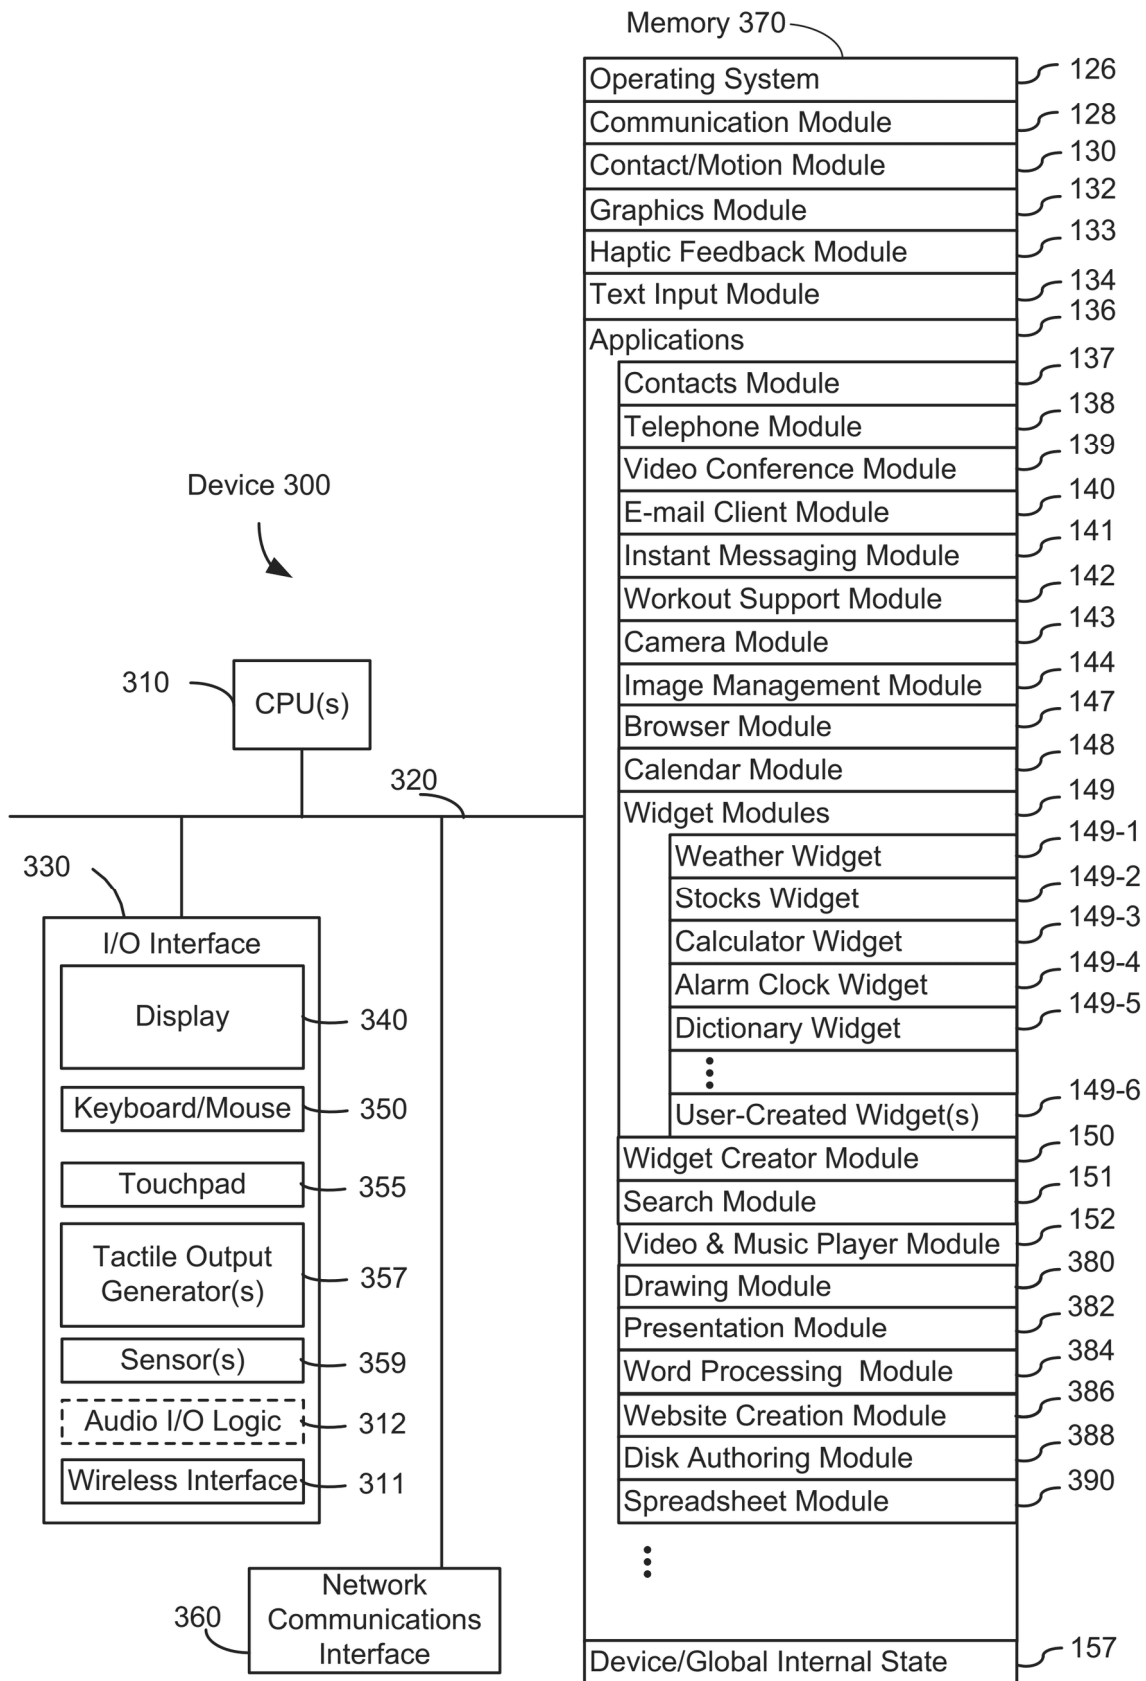 Memory 370
Operating System 126
Communication Module 128
Contact/Motion Module 130
Graphics Module 132
Haptic Feedback Module 133
Text Input Module 134
Applications 136
Contacts Module 137
Telephone Module 138
Video Conference Module 139
E-mail Client Module 140
Instant Messaging Module 141
Workout Support Module 142
Camera Module 143
Image Management Module 144
Browser Module 147
Calendar Module 148
Widget Modules 149
Weather Widget 149-1
Stocks Widget 149-2
Calculator Widget 149-3
Alarm Clock Widget 149-4
Dictionary Widget 149-5
User-Created Widget(s) 149-6
Widget Creator Module 150
Search Module 151
Video & Music Player Module 152
Drawing Module 380
Presentation Module 382
Word Processing Module 384
Website Creation Module 386
Disk Authoring Module 388
Spreadsheet Module 390
Device/Global Internal State 157
Device 300
310
CPU(s)
320
330
I/O Interface
Display 340
Keyboard/Mouse 350
Touchpad 355
Tactile Output
Generator(s) 357
Sensor(s) 359
Audio I/O Logic 312
Wireless Interface 311
360
Network
Communications
Interface